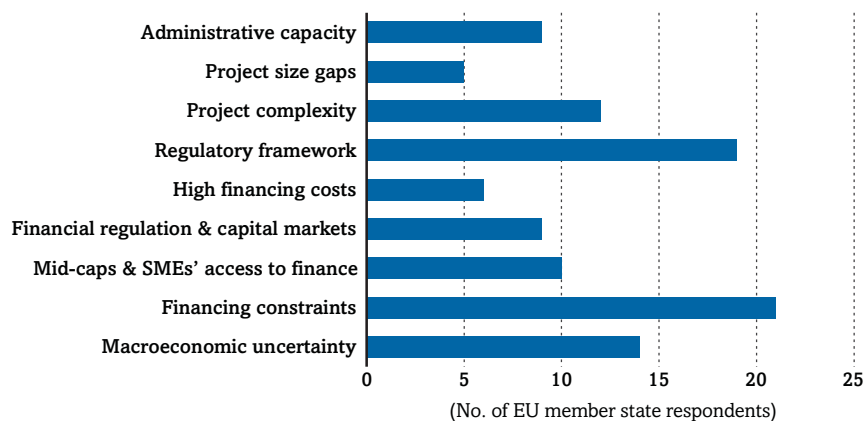 Administrative capacity
Project size gaps
Project complexity
Regulatory framework
High financing costs
Financial regulation & capital markets
Mid-caps & SMEs’ access to finance
Financing constraints
Macroeconomic uncertainty
0 5 10 15 20 25
(No. of EU member state respondents)